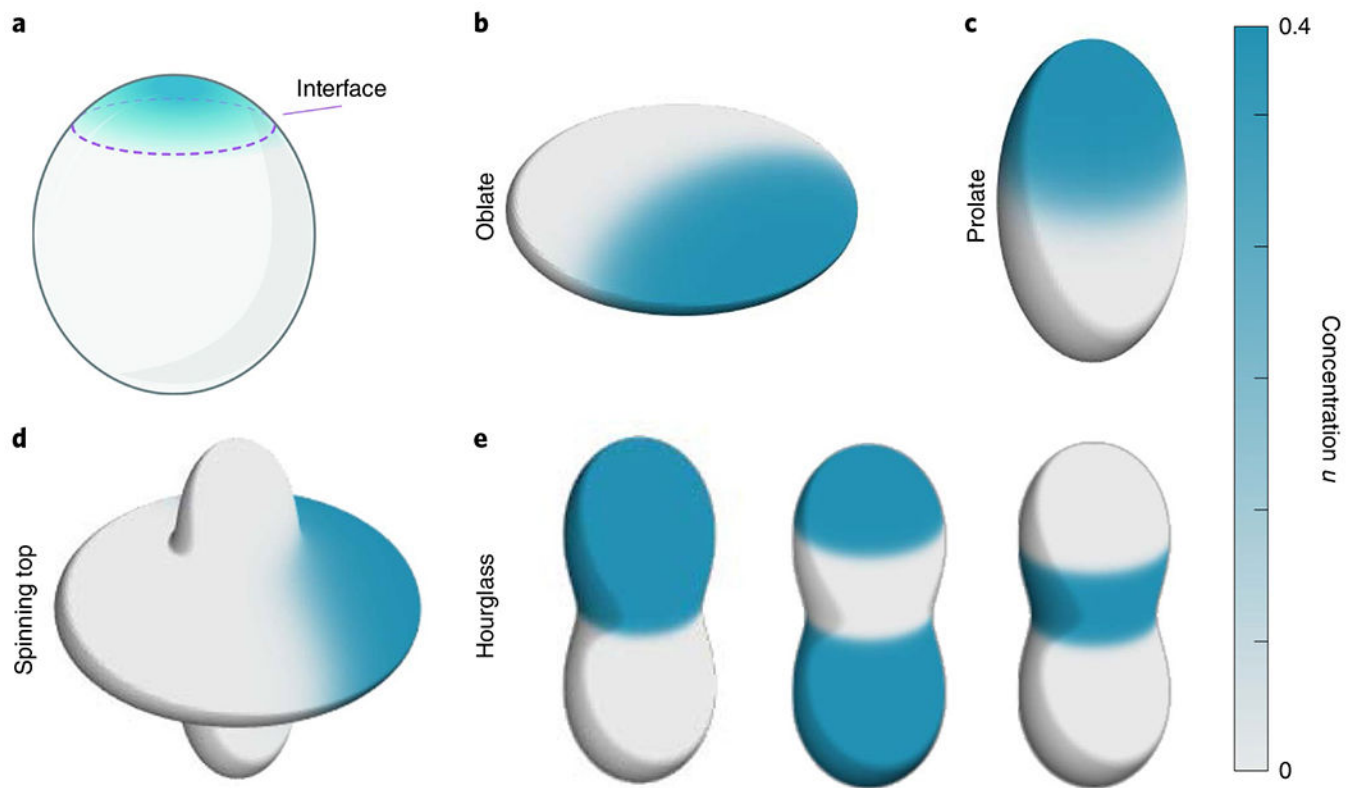 a
Interface
b
Oblate
c
Prolate
0.4
Concentration u
0
d
Spinning top
e
Hourglass